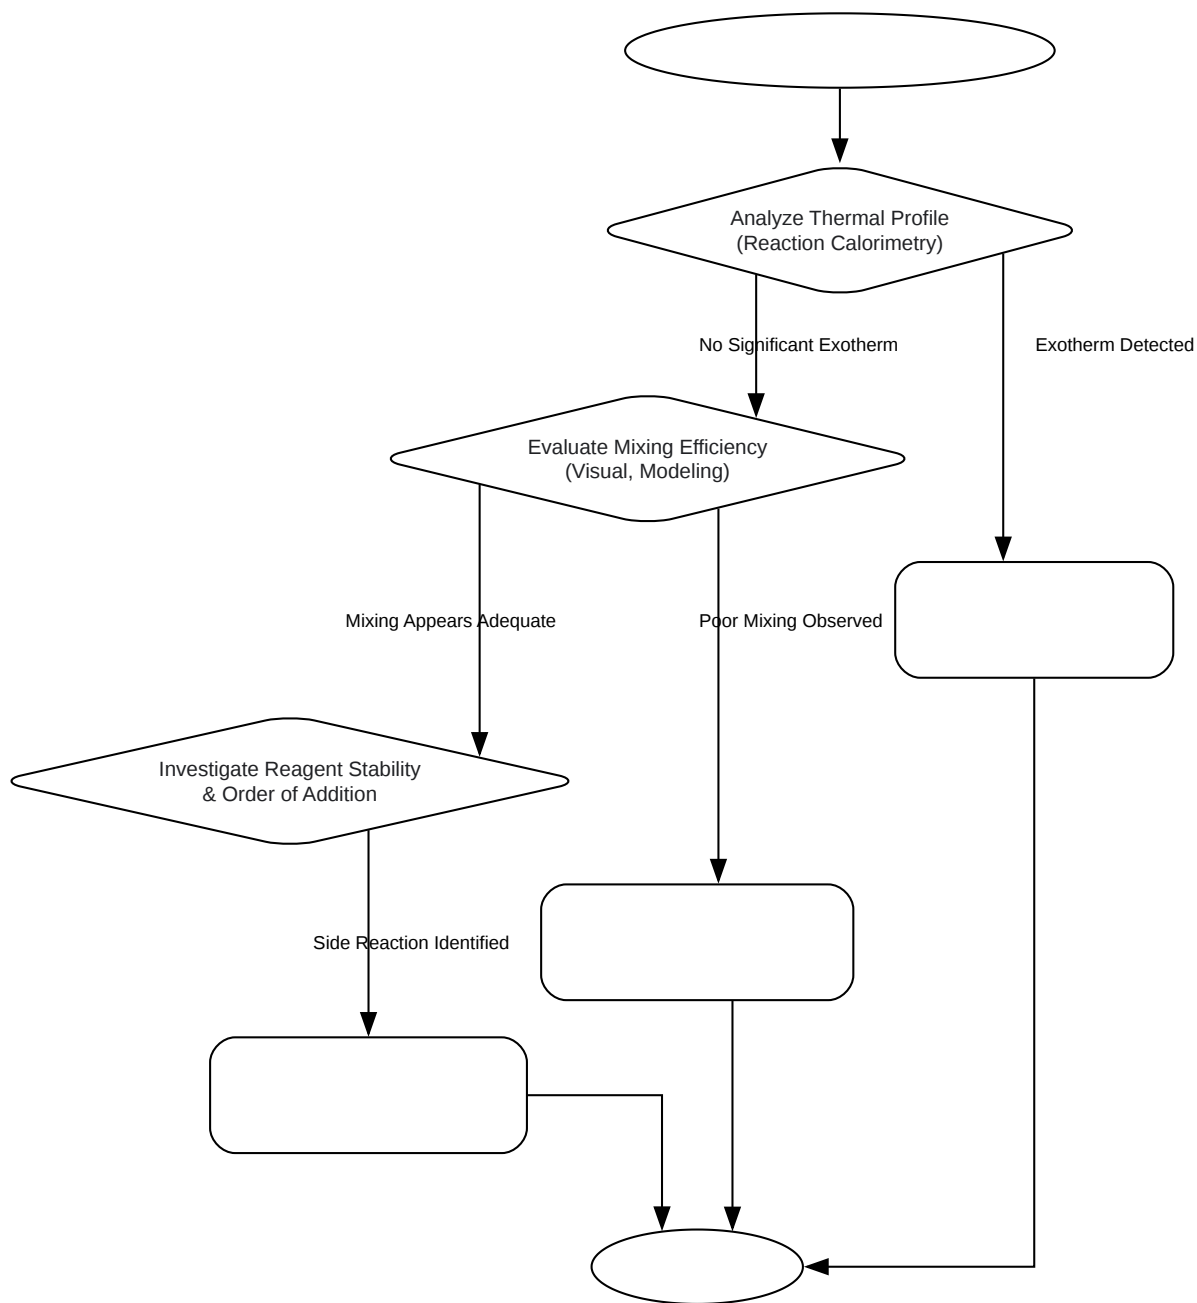 Analyze Thermal Profile
(Reaction Calorimetry)
No Significant Exotherm
Exotherm Detected
Evaluate Mixing Efficiency
(Visual, Modeling)
Mixing Appears Adequate
Poor Mixing Observed
Investigate Reagent Stability
& Order of Addition
Side Reaction Identified